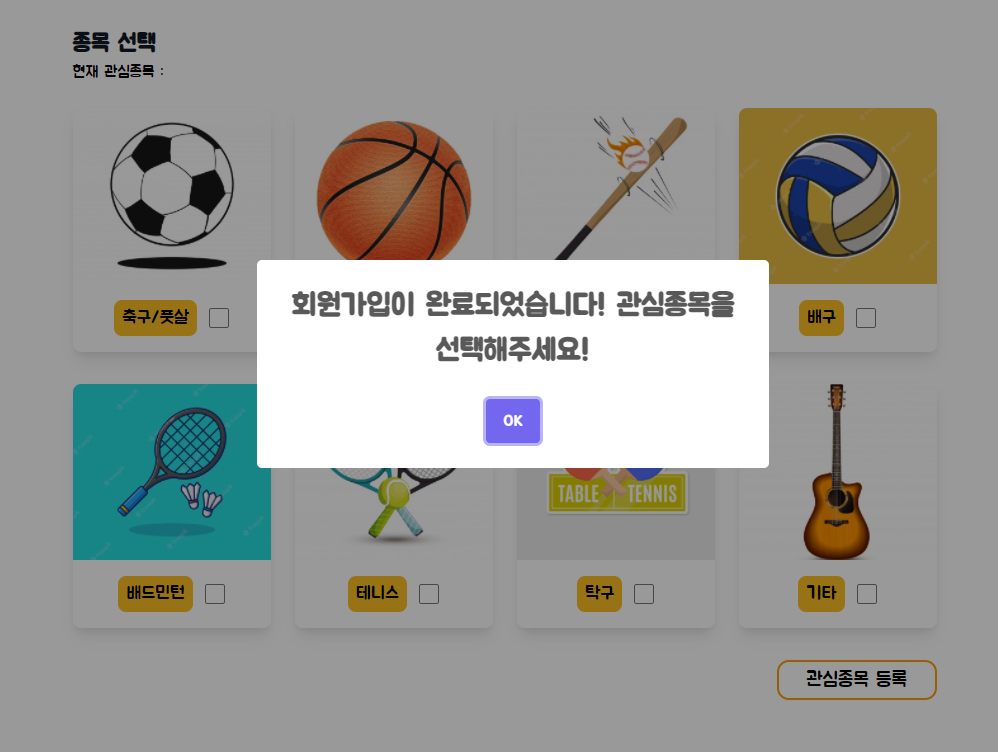 종목 선택
현재 관심종목 :
회원가입이 완료되었습니다! 관심종목을
선택해주세요!
OK
축구/풋살
배구
TABLE TENNIS
배드민턴
테니스
탁구
기타
관심종목 등록